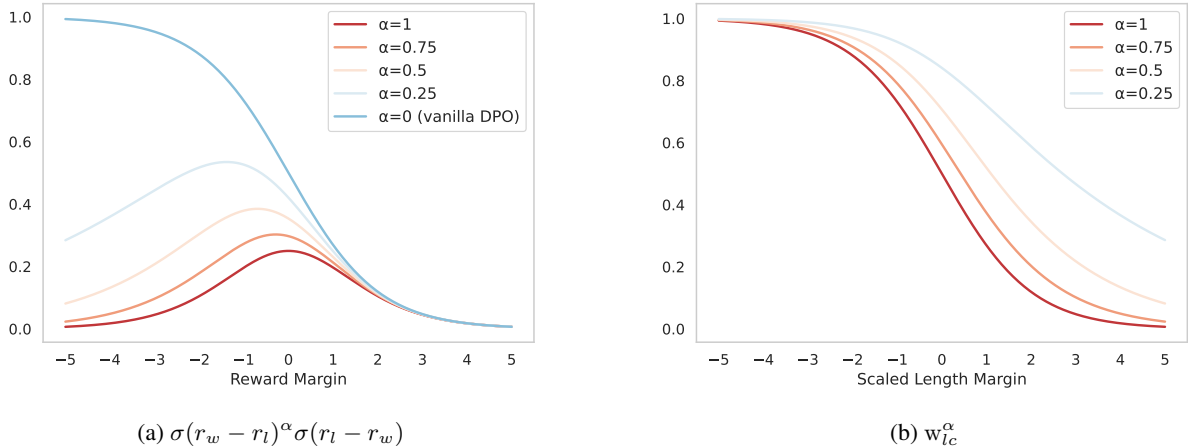 1.0
0.8
0.6
0.4
0.2
0.0
−5 −4 −3 −2 −1 0 1 2 3 4 5
Reward Margin
α=1
α=0.75
α=0.5
α=0.25
α=0 (vanilla DPO)
(a) σ(r_w − r_l)^α σ(r_l − r_w)
1.0
0.8
0.6
0.4
0.2
0.0
−5 −4 −3 −2 −1 0 1 2 3 4 5
Scaled Length Margin
α=1
α=0.75
α=0.5
α=0.25
(b) w_{lc}^α